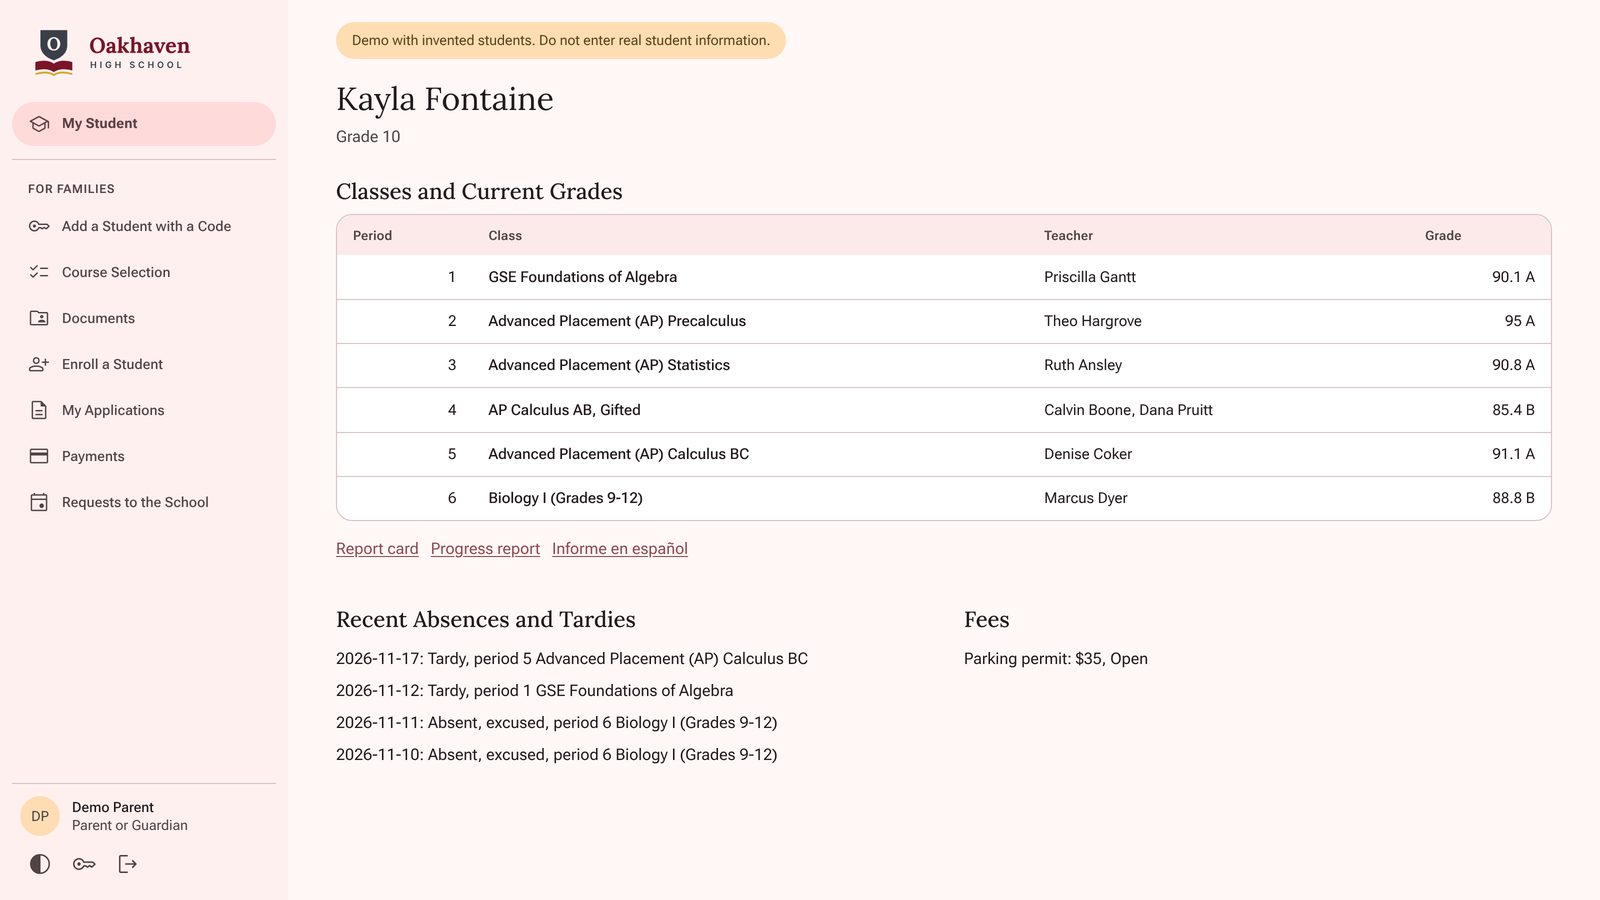 O
Oakhaven
HIGH SCHOOL
My Student
FOR FAMILIES
Add a Student with a Code
Course Selection
Documents
Enroll a Student
My Applications
Payments
Requests to the School
DP
Demo Parent
Parent or Guardian
Demo with invented students. Do not enter real student information.
Kayla Fontaine
Grade 10
Classes and Current Grades
Period Class Teacher Grade
1 GSE Foundations of Algebra Priscilla Gantt 90.1 A
2 Advanced Placement (AP) Precalculus Theo Hargrove 95 A
3 Advanced Placement (AP) Statistics Ruth Ansley 90.8 A
4 AP Calculus AB, Gifted Calvin Boone, Dana Pruitt 85.4 B
5 Advanced Placement (AP) Calculus BC Denise Coker 91.1 A
6 Biology I (Grades 9-12) Marcus Dyer 88.8 B
Report card Progress report Informe en español
Recent Absences and Tardies
2026-11-17: Tardy, period 5 Advanced Placement (AP) Calculus BC
2026-11-12: Tardy, period 1 GSE Foundations of Algebra
2026-11-11: Absent, excused, period 6 Biology I (Grades 9-12)
2026-11-10: Absent, excused, period 6 Biology I (Grades 9-12)
Fees
Parking permit: $35, Open